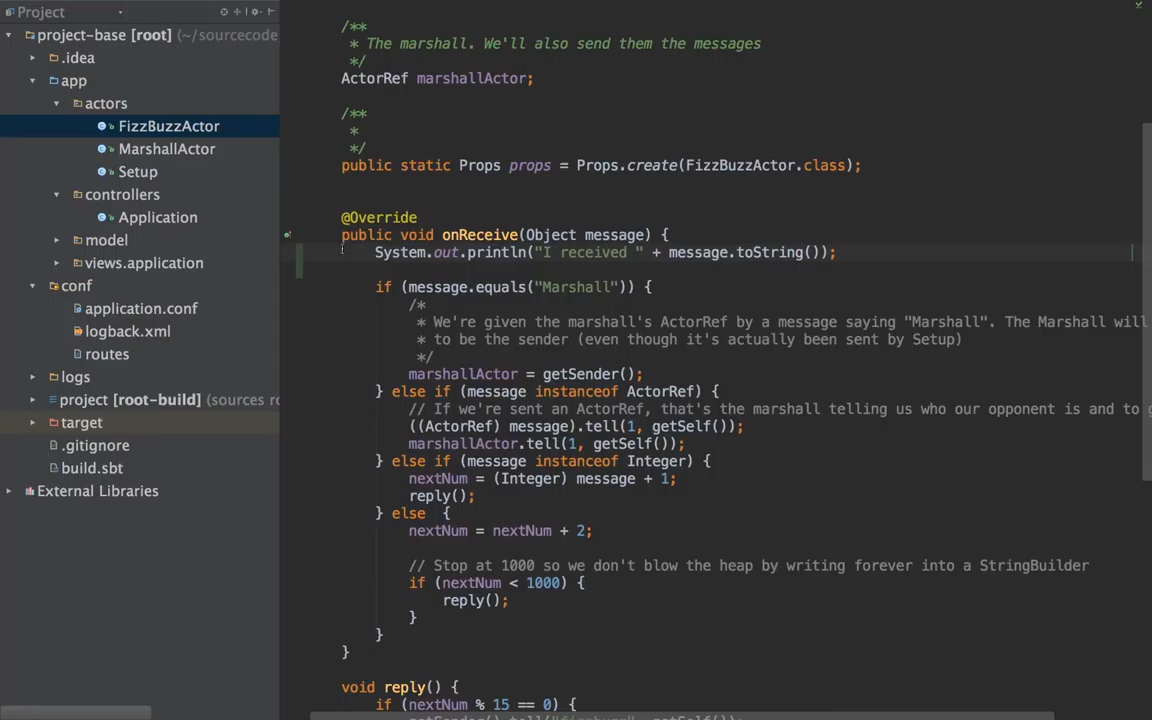 Project
project-base [root] (~/sourcecode
.idea
app
actors
FizzBuzzActor
MarshallActor
Setup
controllers
Application
model
views.application
conf
application.conf
logback.xml
routes
logs
project [root-build] (sources ro
target
.gitignore
build.sbt
External Libraries
/**
* The marshall. We'll also send them the messages
*/
ActorRef marshallActor;
/**
*
*/
public static Props props = Props.create(FizzBuzzActor.class);
@Override
public void onReceive(Object message) {
System.out.println("I received " + message.toString());
if (message.equals("Marshall")) {
/*
* We're given the marshall's ActorRef by a message saying "Marshall". The Marshall will
* to be the sender (even though it's actually been sent by Setup)
*/
marshallActor = getSender();
} else if (message instanceof ActorRef) {
// If we're sent an ActorRef, that's the marshall telling us who our opponent is and to g
((ActorRef) message).tell(1, getSelf());
marshallActor.tell(1, getSelf());
} else if (message instanceof Integer) {
nextNum = (Integer) message + 1;
reply();
} else {
nextNum = nextNum + 2;
// Stop at 1000 so we don't blow the heap by writing forever into a StringBuilder
if (nextNum < 1000) {
reply();
}
}
}
void reply() {
if (nextNum % 15 == 0) {
getSender().tell("fizzbuzz", getSelf());